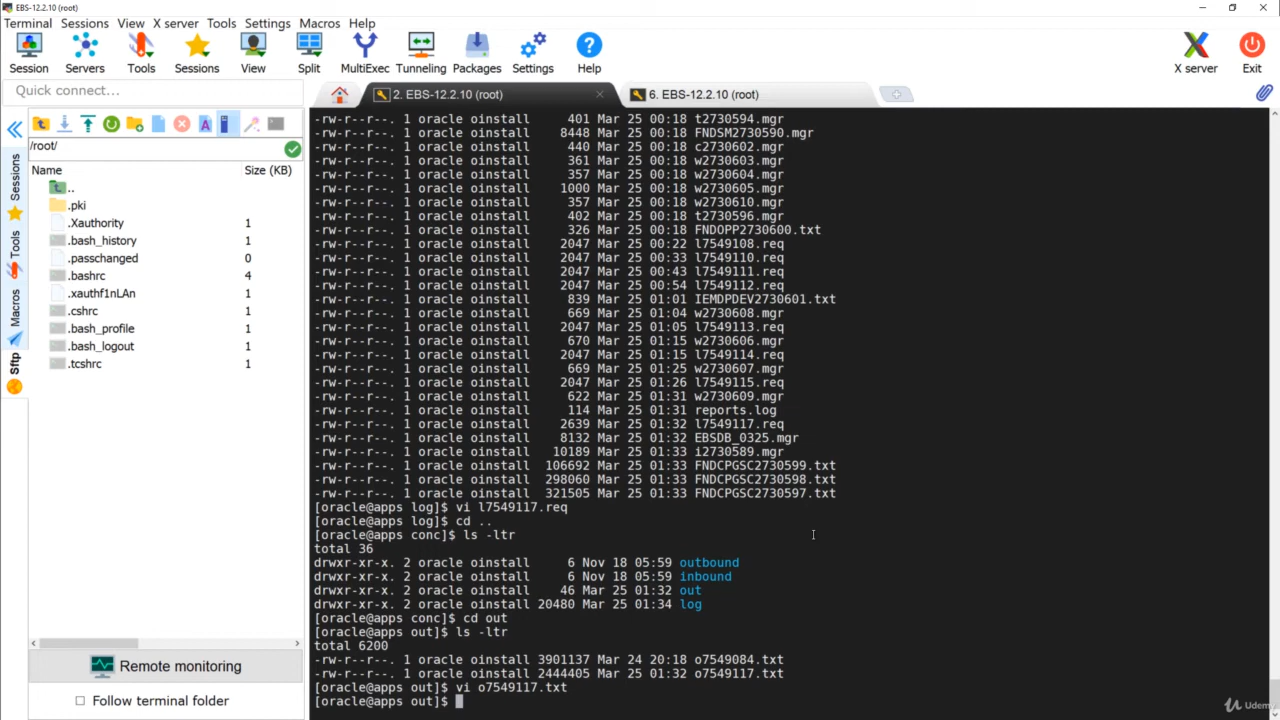 EBS-12.2.10 (root)
Terminal Sessions View X server Tools Settings Macros Help
Session Servers Tools Sessions View Split MultiExec Tunneling Packages Settings Help X server Exit
Quick connect...
2. EBS-12.2.10 (root)
6. EBS-12.2.10 (root)
Sessions
Tools
Macros
Sftp
/root/
Name Size (KB)
..
.pki
.Xauthority 1
.bash_history 1
.passchanged 0
.bashrc 4
.xauthf1nLAn 1
.cshrc 1
.bash_profile 1
.bash_logout 1
.tcshrc 1
Remote monitoring
Follow terminal folder
-rw-r--r--. 1 oracle oinstall 401 Mar 25 00:18 t2730594.mgr
-rw-r--r--. 1 oracle oinstall 8448 Mar 25 00:18 FNDSM2730590.mgr
-rw-r--r--. 1 oracle oinstall 440 Mar 25 00:18 c2730602.mgr
-rw-r--r--. 1 oracle oinstall 361 Mar 25 00:18 w2730603.mgr
-rw-r--r--. 1 oracle oinstall 357 Mar 25 00:18 w2730604.mgr
-rw-r--r--. 1 oracle oinstall 1000 Mar 25 00:18 w2730605.mgr
-rw-r--r--. 1 oracle oinstall 357 Mar 25 00:18 w2730610.mgr
-rw-r--r--. 1 oracle oinstall 402 Mar 25 00:18 t2730596.mgr
-rw-r--r--. 1 oracle oinstall 326 Mar 25 00:18 FNDOPP2730600.txt
-rw-r--r--. 1 oracle oinstall 2047 Mar 25 00:22 l7549108.req
-rw-r--r--. 1 oracle oinstall 2047 Mar 25 00:33 l7549110.req
-rw-r--r--. 1 oracle oinstall 2047 Mar 25 00:43 l7549111.req
-rw-r--r--. 1 oracle oinstall 2047 Mar 25 00:54 l7549112.req
-rw-r--r--. 1 oracle oinstall 839 Mar 25 01:01 IEMDPDEV2730601.txt
-rw-r--r--. 1 oracle oinstall 669 Mar 25 01:04 w2730608.mgr
-rw-r--r--. 1 oracle oinstall 2047 Mar 25 01:05 l7549113.req
-rw-r--r--. 1 oracle oinstall 670 Mar 25 01:15 w2730606.mgr
-rw-r--r--. 1 oracle oinstall 2047 Mar 25 01:15 l7549114.req
-rw-r--r--. 1 oracle oinstall 669 Mar 25 01:25 w2730607.mgr
-rw-r--r--. 1 oracle oinstall 2047 Mar 25 01:26 l7549115.req
-rw-r--r--. 1 oracle oinstall 622 Mar 25 01:31 w2730609.mgr
-rw-r--r--. 1 oracle oinstall 114 Mar 25 01:31 reports.log
-rw-r--r--. 1 oracle oinstall 2639 Mar 25 01:32 l7549117.req
-rw-r--r--. 1 oracle oinstall 8132 Mar 25 01:32 EBSDB_0325.mgr
-rw-r--r--. 1 oracle oinstall 10189 Mar 25 01:33 i2730589.mgr
-rw-r--r--. 1 oracle oinstall 106692 Mar 25 01:33 FNDCPGSC2730599.txt
-rw-r--r--. 1 oracle oinstall 298060 Mar 25 01:33 FNDCPGSC2730598.txt
-rw-r--r--. 1 oracle oinstall 321505 Mar 25 01:33 FNDCPGSC2730597.txt
[oracle@apps log]$ vi l7549117.req
[oracle@apps log]$ cd ..
[oracle@apps conc]$ ls -ltr
total 36
drwxr-xr-x. 2 oracle oinstall 6 Nov 18 05:59 outbound
drwxr-xr-x. 2 oracle oinstall 6 Nov 18 05:59 inbound
drwxr-xr-x. 2 oracle oinstall 46 Mar 25 01:32 out
drwxr-xr-x. 2 oracle oinstall 20480 Mar 25 01:34 log
[oracle@apps conc]$ cd out
[oracle@apps out]$ ls -ltr
total 6200
-rw-r--r--. 1 oracle oinstall 3901137 Mar 24 20:18 o7549084.txt
-rw-r--r--. 1 oracle oinstall 2444405 Mar 25 01:32 o7549117.txt
[oracle@apps out]$ vi o7549117.txt
[oracle@apps out]$
Udemy